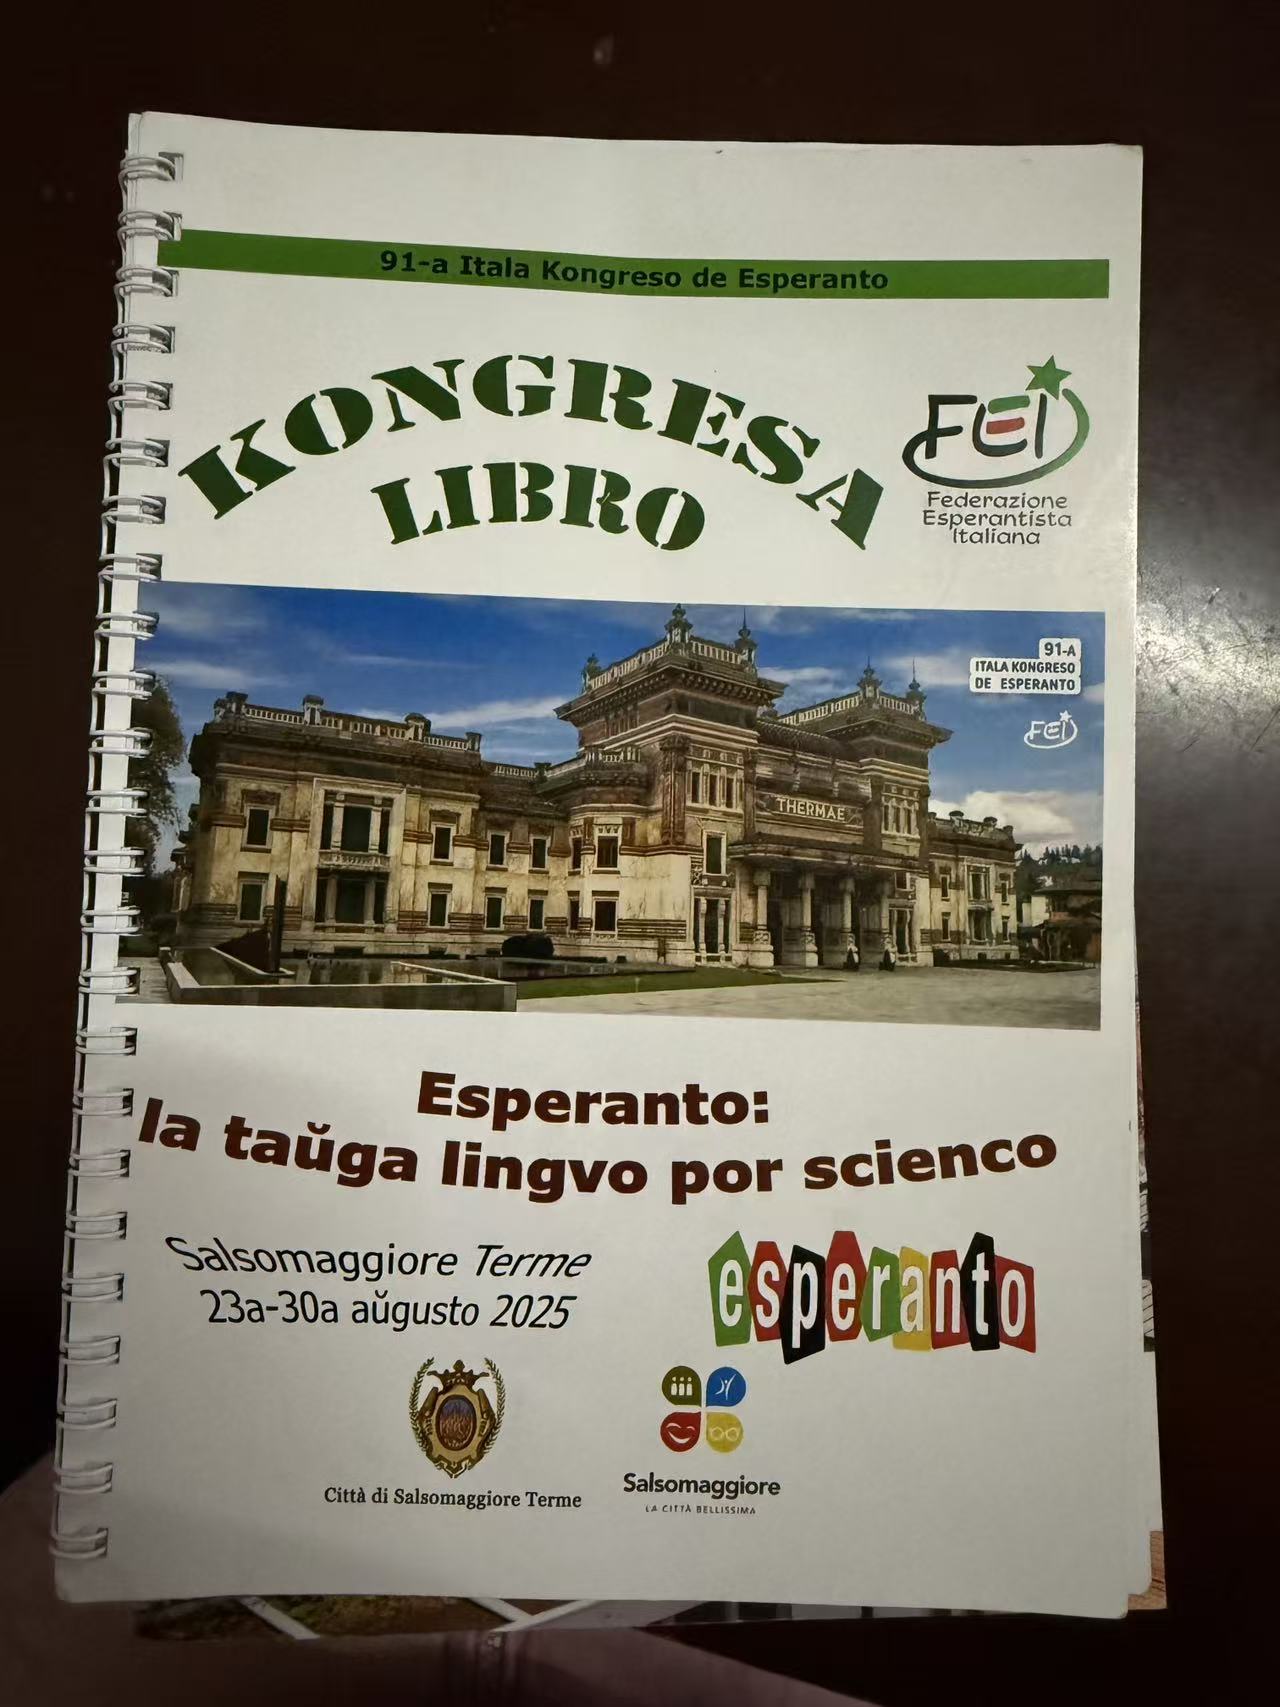 91-a Itala Kongreso de Esperanto
KONGRESA
LIBRO
FEI
Federazione
Esperantista
Italiana
91-A
ITALA KONGRESO
DE ESPERANTO
FEI
THERMAE
Esperanto:
la taŭga lingvo por scienco
Salsomaggiore Terme
23a-30a aŭgusto 2025
esperanto
Città di Salsomaggiore Terme
Salsomaggiore
LA CITTÀ BELLISSIMA